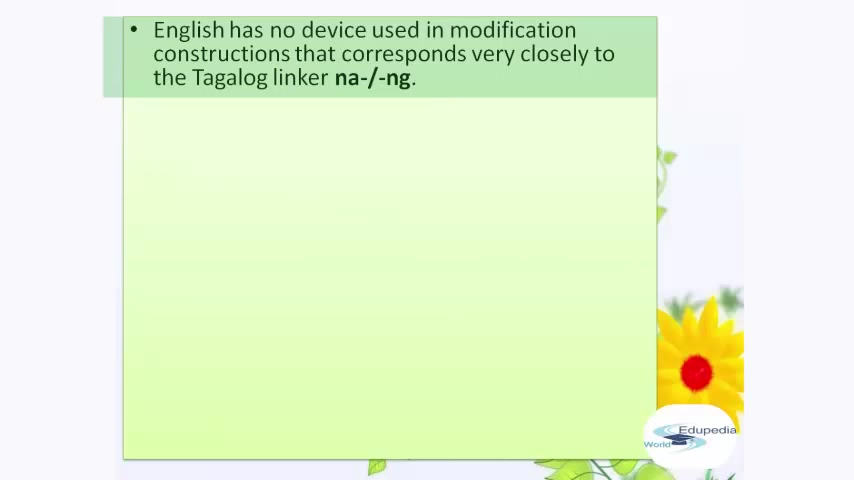 • English has no device used in modification
constructions that corresponds very closely to
the Tagalog linker na-/-ng.
Edupedia
World